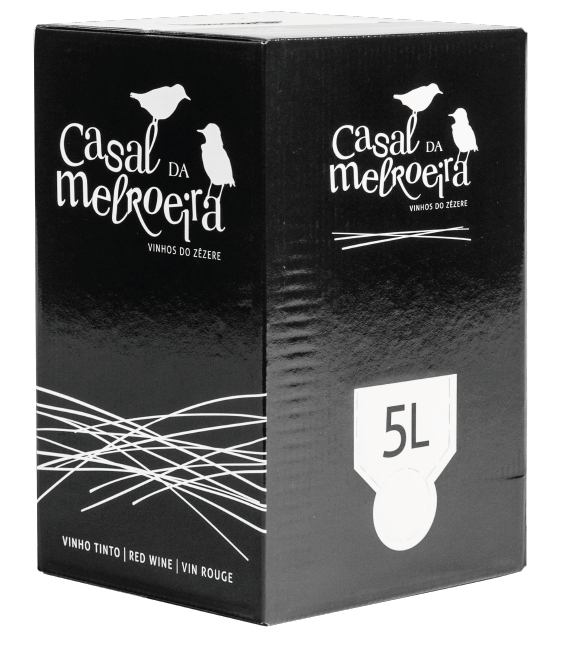 Casal DA
Melroeira
VINHOS DO ZÊZERE
VINHO TINTO | RED WINE | VIN ROUGE
Casal DA
Melroeira
VINHOS DO ZÊZERE
5L